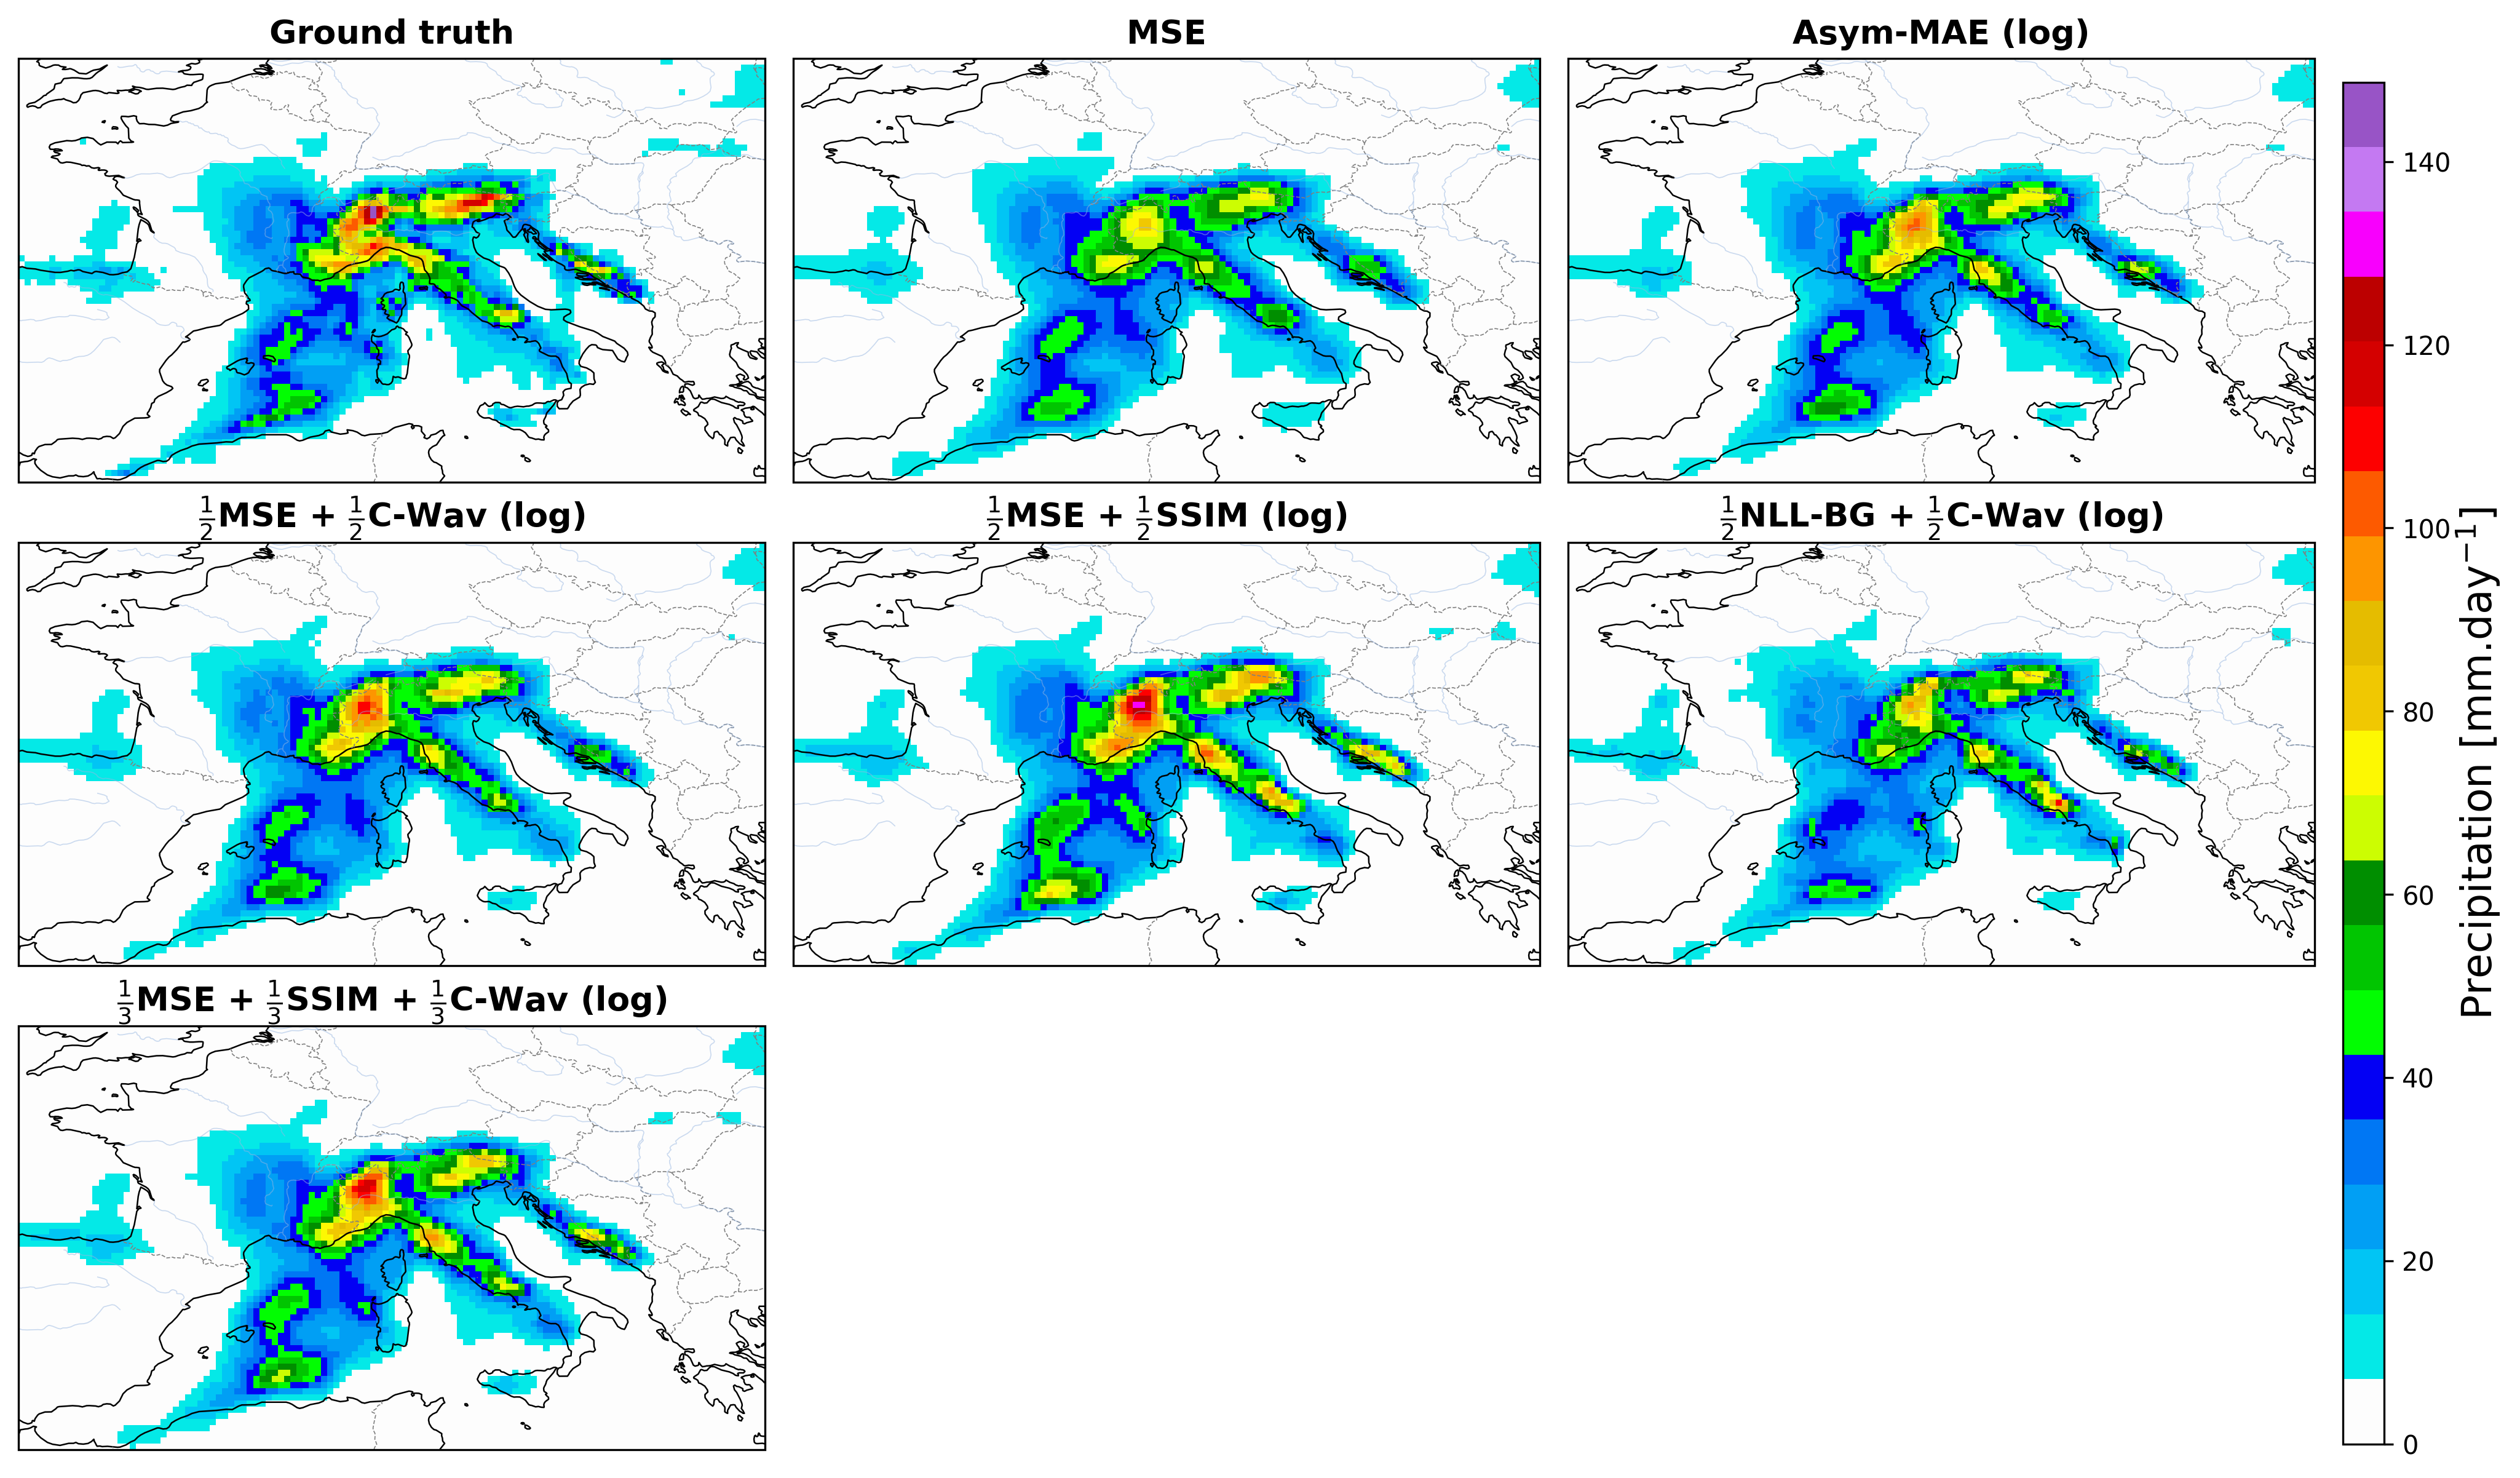 Ground truth
MSE
Asym-MAE (log)
½MSE + ½C-Wav (log)
½MSE + ½SSIM (log)
½NLL-BG + ½C-Wav (log)
⅓MSE + ⅓SSIM + ⅓C-Wav (log)
140
120
100
80
60
40
20
0
Precipitation [mm.day⁻¹]